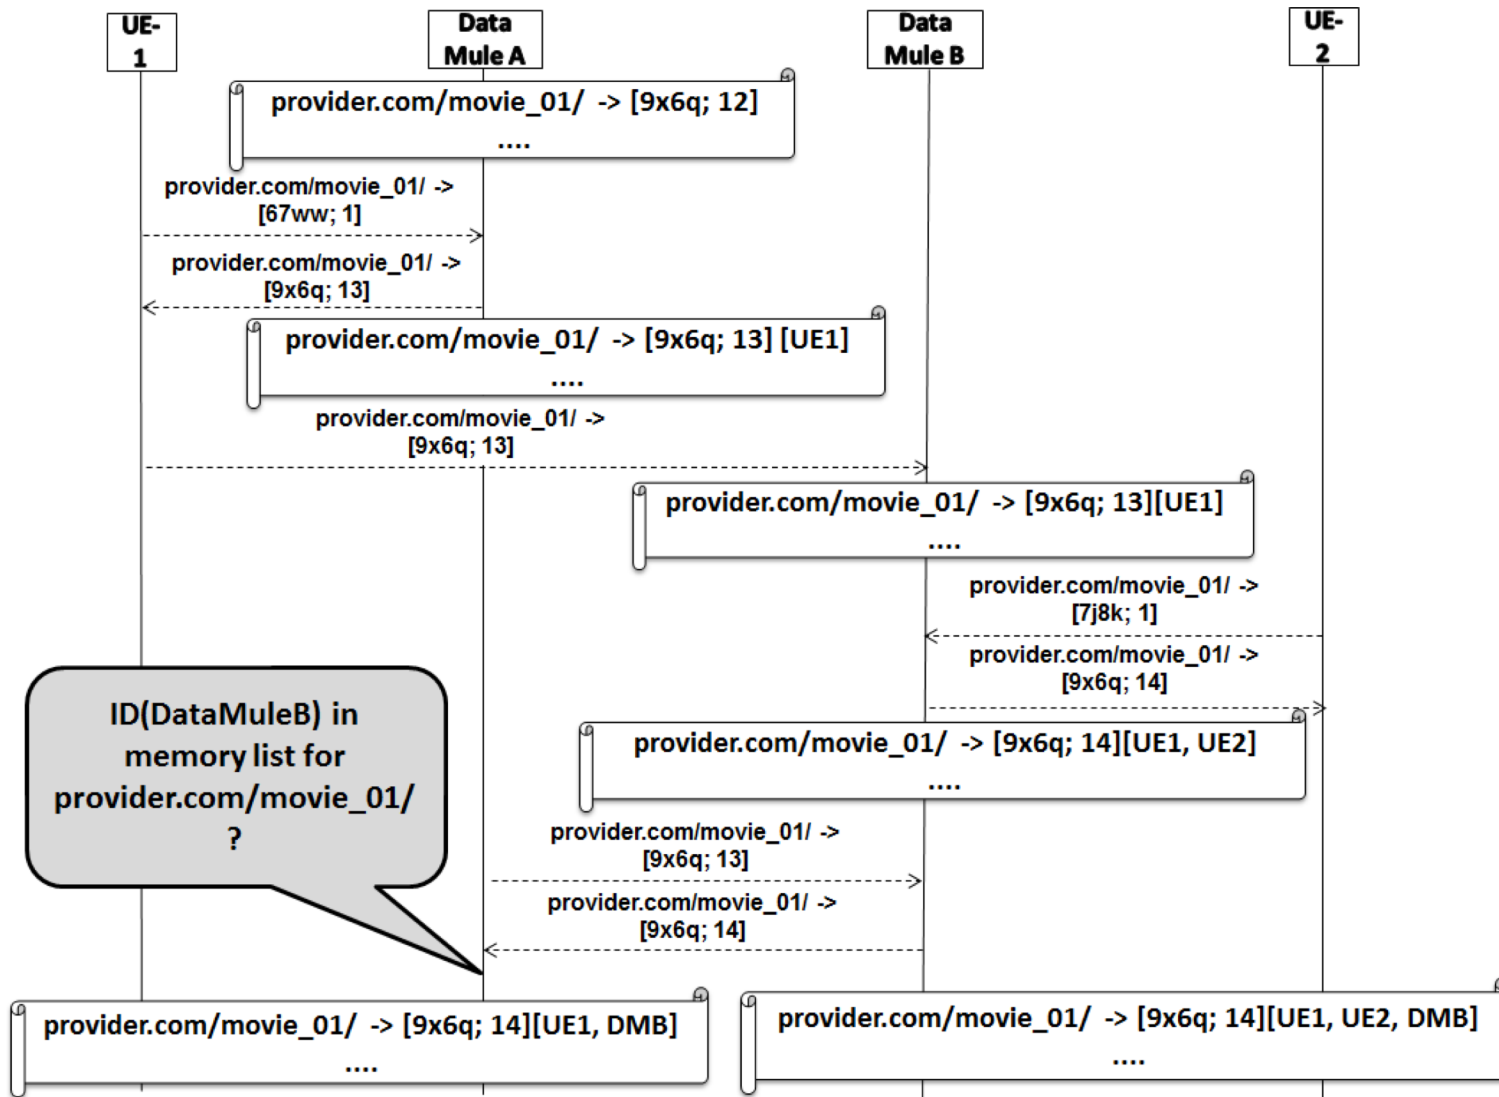 UE-
1
Data
Mule A
Data
Mule B
UE-
2
provider.com/movie_01/ -> [9x6q; 12]
....
provider.com/movie_01/ ->
[67ww; 1]
provider.com/movie_01/ ->
[9x6q; 13]
provider.com/movie_01/ -> [9x6q; 13] [UE1]
....
provider.com/movie_01/ ->
[9x6q; 13]
provider.com/movie_01/ -> [9x6q; 13][UE1]
....
provider.com/movie_01/ ->
[7j8k; 1]
provider.com/movie_01/ ->
[9x6q; 14]
ID(DataMuleB) in
memory list for
provider.com/movie_01/
?
provider.com/movie_01/ -> [9x6q; 14][UE1, UE2]
....
provider.com/movie_01/ ->
[9x6q; 13]
provider.com/movie_01/ ->
[9x6q; 14]
provider.com/movie_01/ -> [9x6q; 14][UE1, DMB]
....
provider.com/movie_01/ -> [9x6q; 14][UE1, UE2, DMB]
....